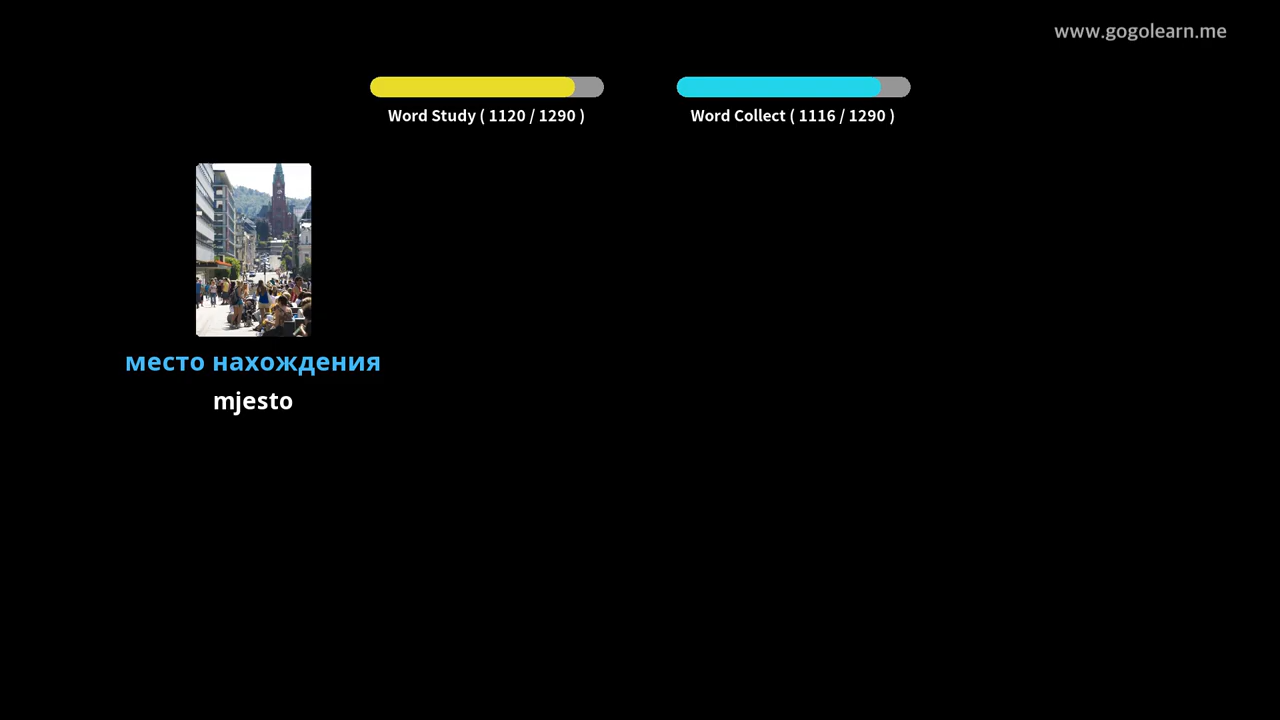 www.gogolearn.me
Word Study ( 1120 / 1290 )
Word Collect ( 1116 / 1290 )
место нахождения
mjesto